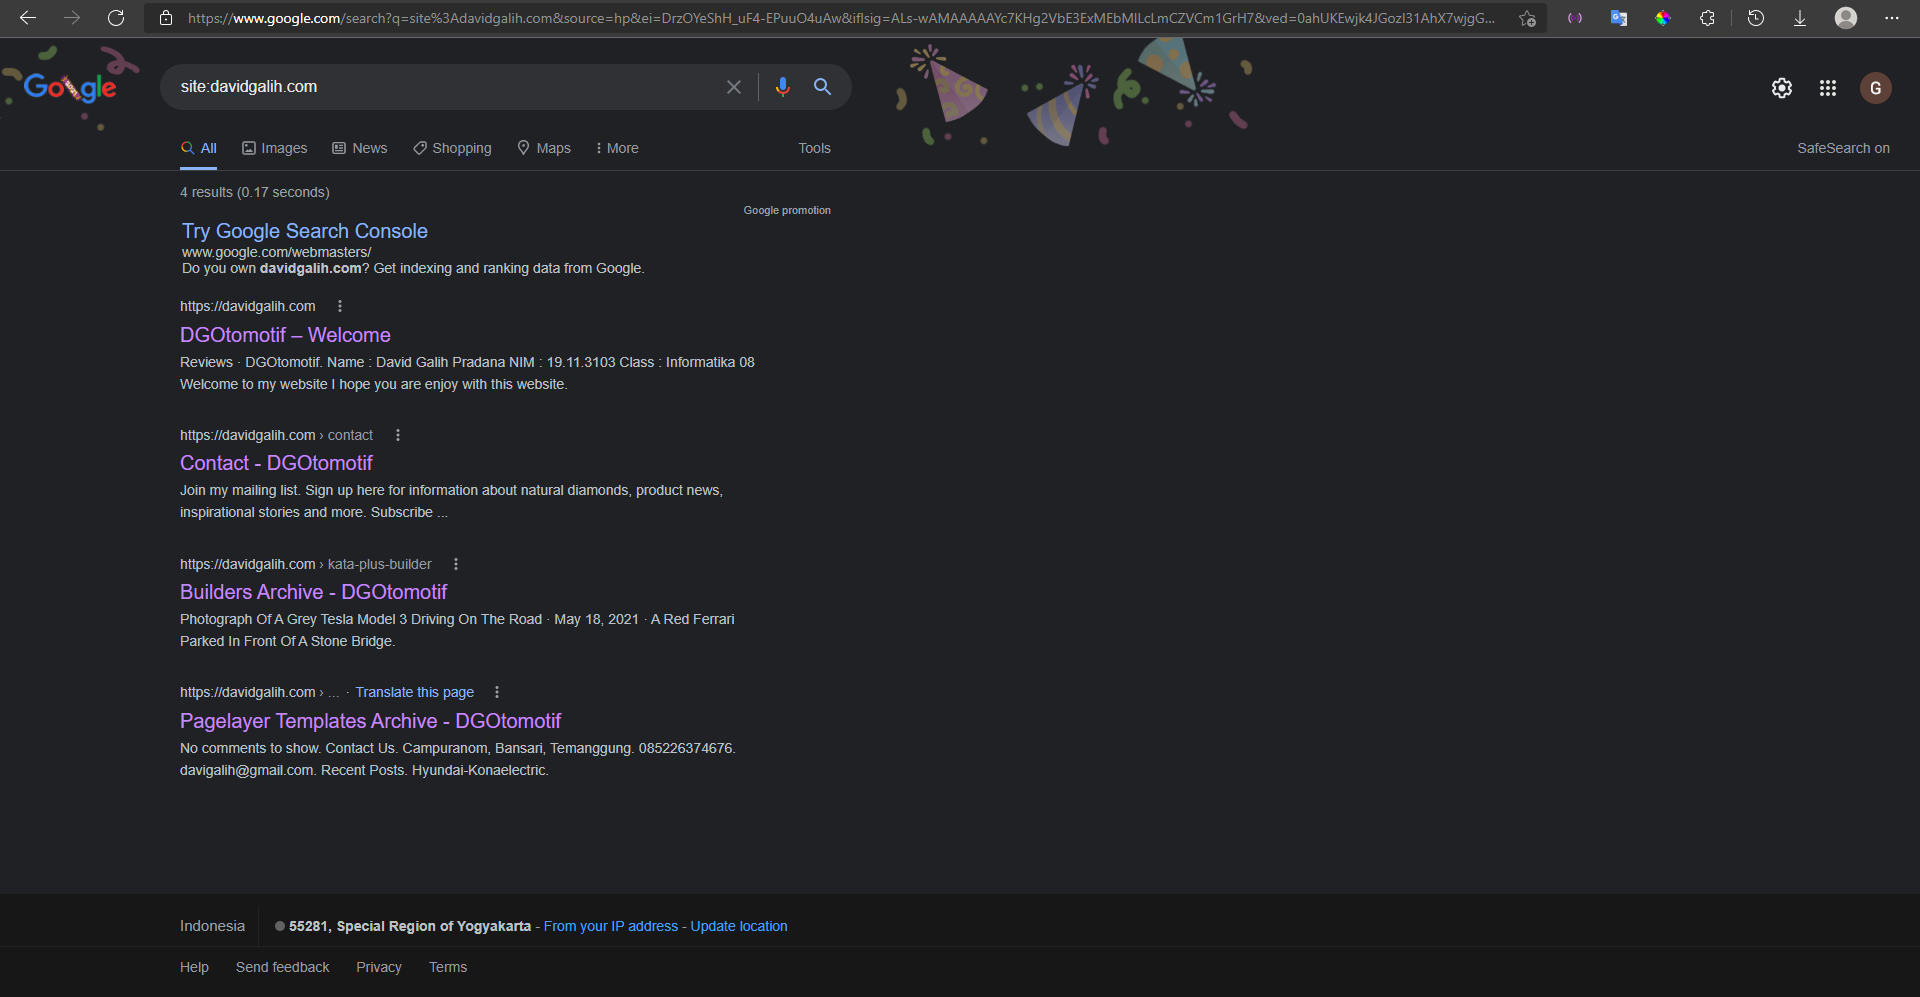 https://www.google.com/search?q=site%3Adavidgalih.com&source=hp&ei=DrzOYeShH_uF4-EPuuO4uAw&iflsig=ALs-wAMAAAAAYc7KHg2VbE3ExMEbMlLcLmCZVCm1GrH7&ved=0ahUKEwjk4JGozI31AhX7wjgG...
Google
site:davidgalih.com
G
All
Images
News
Shopping
Maps
More
Tools
SafeSearch on
4 results (0.17 seconds)
Google promotion
Try Google Search Console
www.google.com/webmasters/
Do you own davidgalih.com? Get indexing and ranking data from Google.
https://davidgalih.com
DGOtomotif – Welcome
Reviews · DGOtomotif. Name : David Galih Pradana NIM : 19.11.3103 Class : Informatika 08
Welcome to my website I hope you are enjoy with this website.
https://davidgalih.com › contact
Contact - DGOtomotif
Join my mailing list. Sign up here for information about natural diamonds, product news,
inspirational stories and more. Subscribe ...
https://davidgalih.com › kata-plus-builder
Builders Archive - DGOtomotif
Photograph Of A Grey Tesla Model 3 Driving On The Road · May 18, 2021 · A Red Ferrari
Parked In Front Of A Stone Bridge.
https://davidgalih.com › ... · Translate this page
Pagelayer Templates Archive - DGOtomotif
No comments to show. Contact Us. Campuranom, Bansari, Temanggung. 085226374676.
davigalih@gmail.com. Recent Posts. Hyundai-Konaelectric.
Indonesia
55281, Special Region of Yogyakarta - From your IP address - Update location
Help
Send feedback
Privacy
Terms